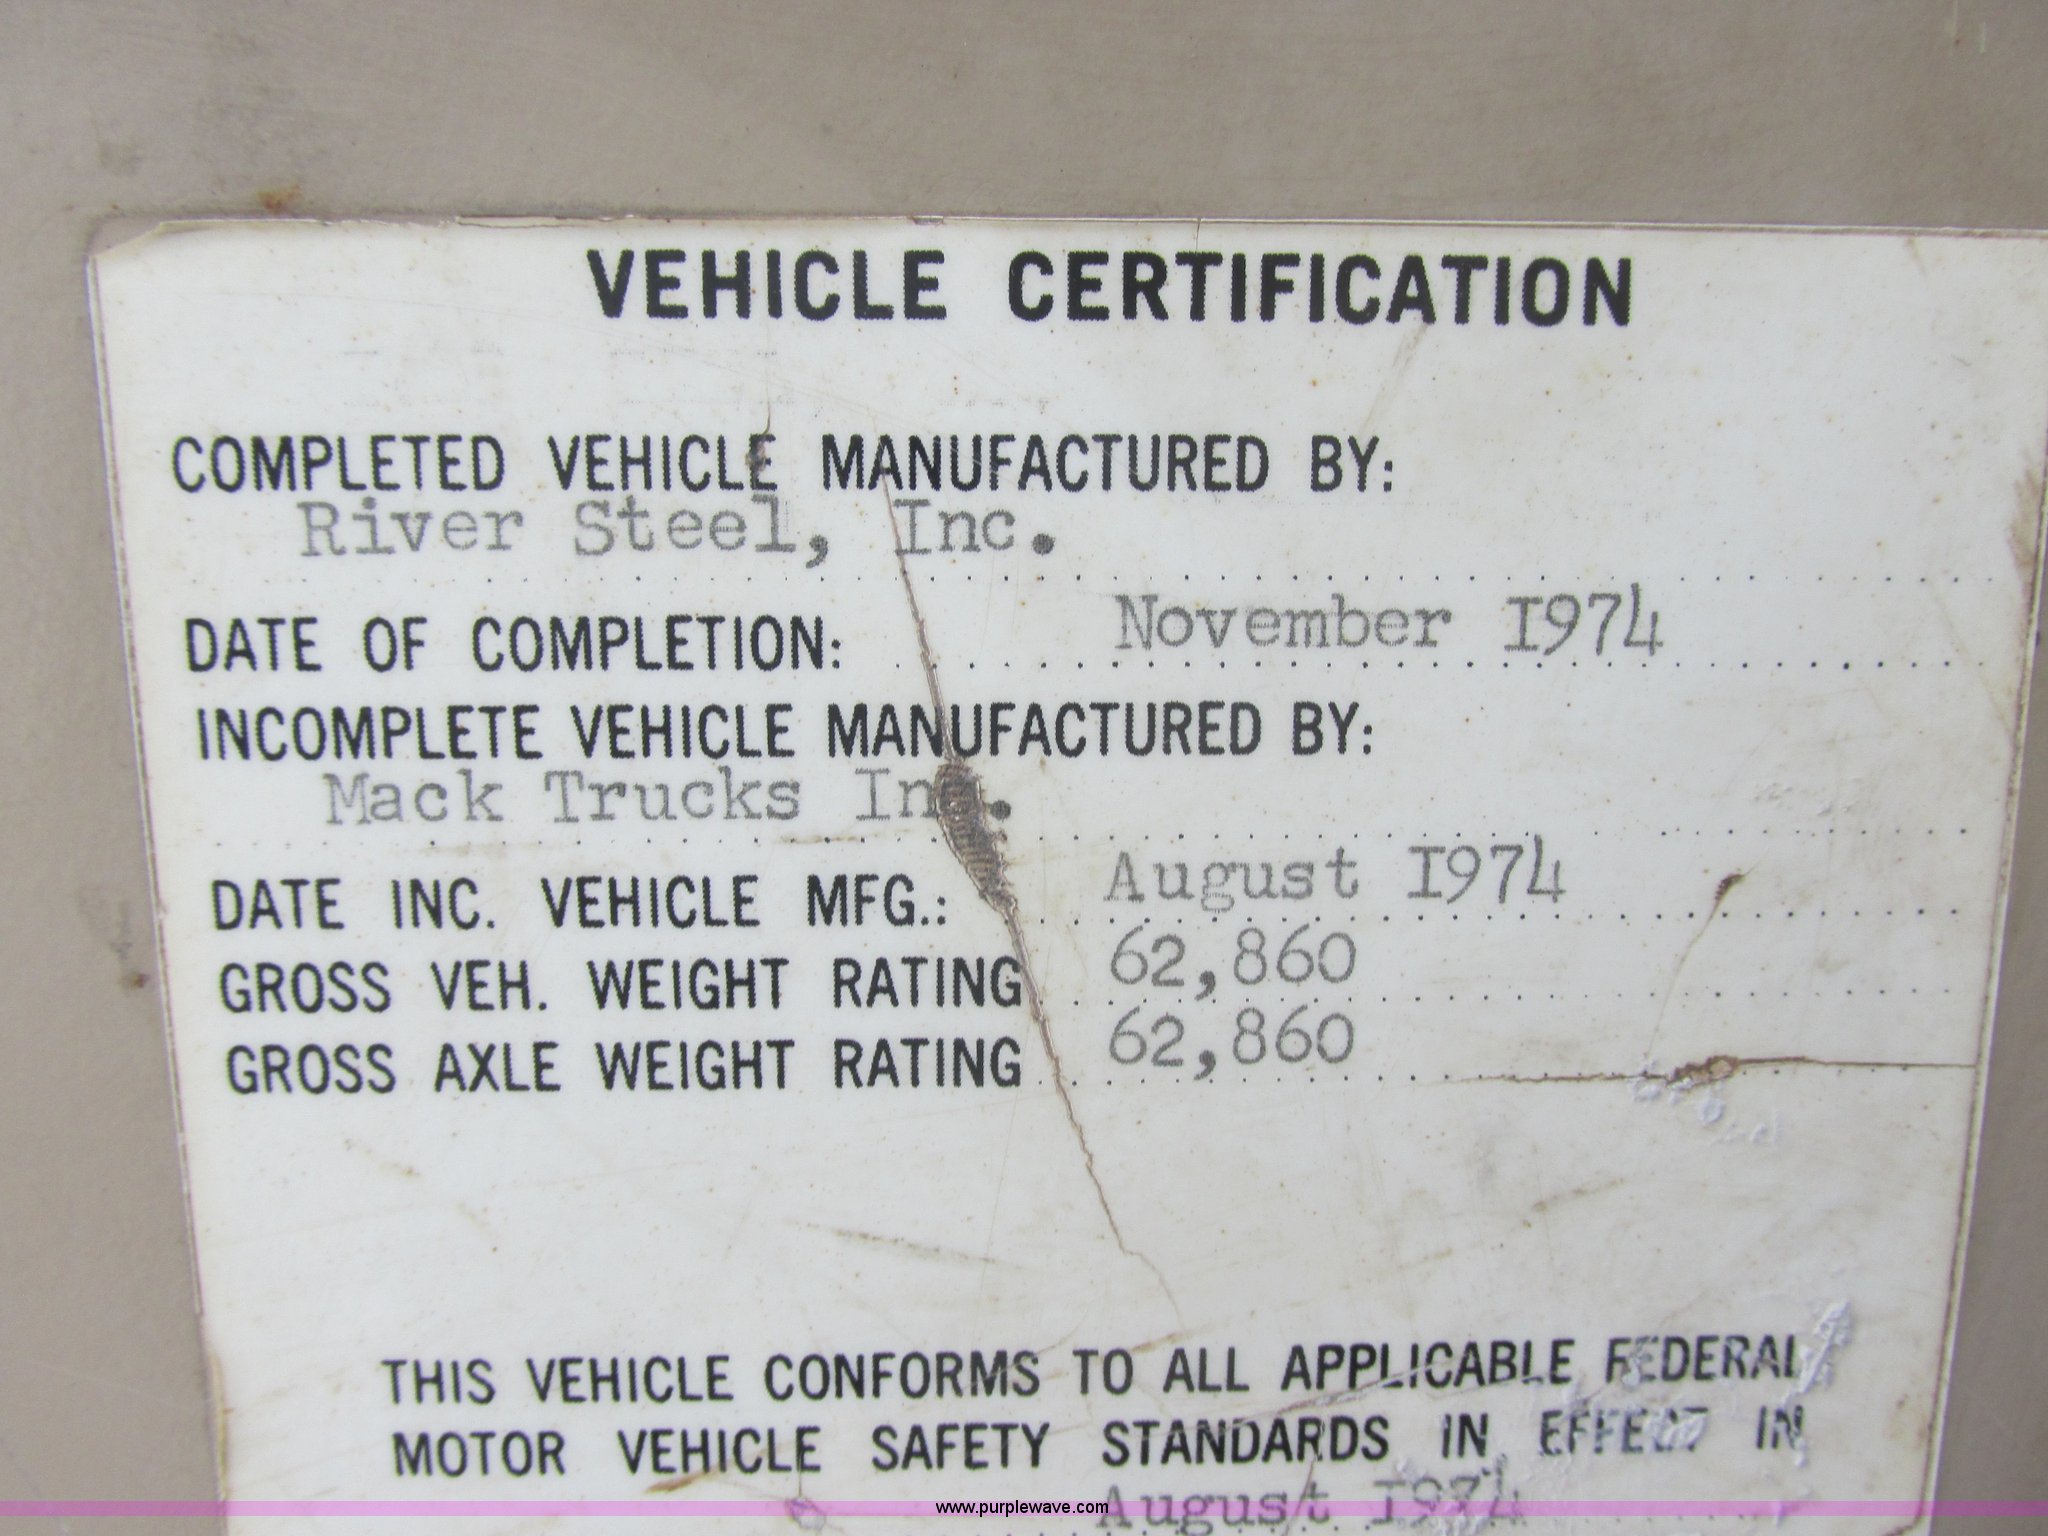 VEHICLE CERTIFICATION
COMPLETED VEHICLE MANUFACTURED BY:
River Steel, Inc.
DATE OF COMPLETION: November 1974
INCOMPLETE VEHICLE MANUFACTURED BY:
Mack Trucks In .
DATE INC. VEHICLE MFG.: August 1974
GROSS VEH. WEIGHT RATING 62,860
GROSS AXLE WEIGHT RATING 62,860
THIS VEHICLE CONFORMS TO ALL APPLICABLE FEDERAL
MOTOR VEHICLE SAFETY STANDARDS IN EFFECT IN
August 1974
www.purplewave.com